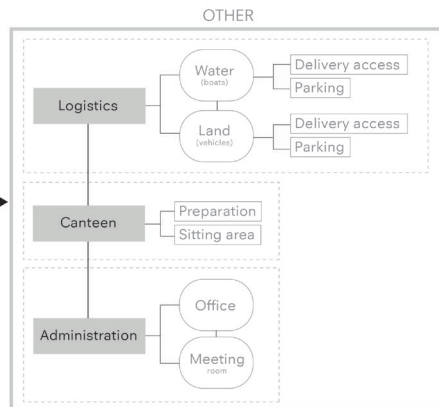 OTHER
Logistics
Water
(boats)
Delivery access
Parking
Land
(vehicles)
Delivery access
Parking
Canteen
Preparation
Sitting area
Administration
Office
Meeting
room